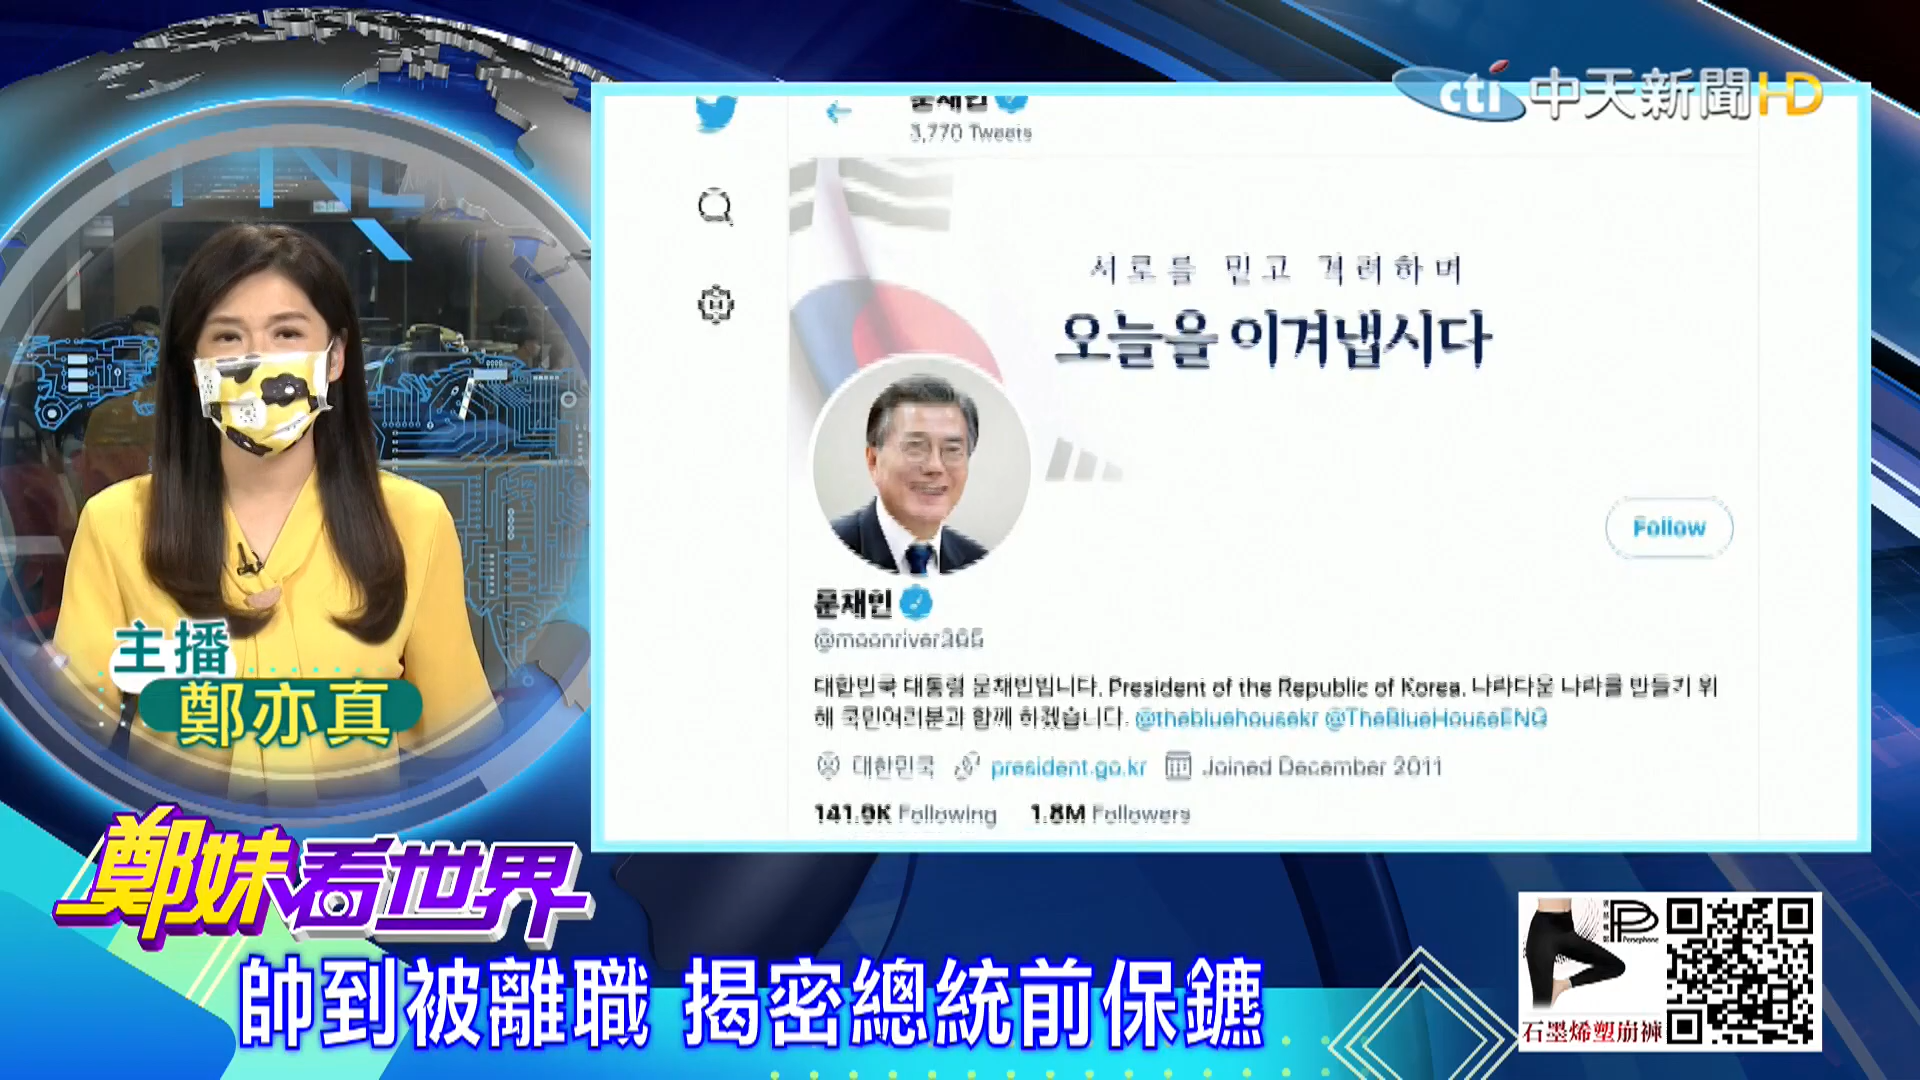 cti 中天新聞HD
문재인
3,770 Tweets
서로를 믿고 격려하며
오늘을 이겨냅시다
Follow
문재인
@moonriver365
대한민국 대통령 문재인입니다. President of the Republic of Korea. 나라다운 나라를 만들기 위
해 국민여러분과 함께 하겠습니다. @thebluehousekr @TheBlueHouseENG
대한민국 president.go.kr Joined December 2011
141.9K Following 1.8M Followers
主播
鄭亦真
鄭妹看世界
帥到被離職 揭密總統前保鑣
Persephone
石墨烯塑崩褲